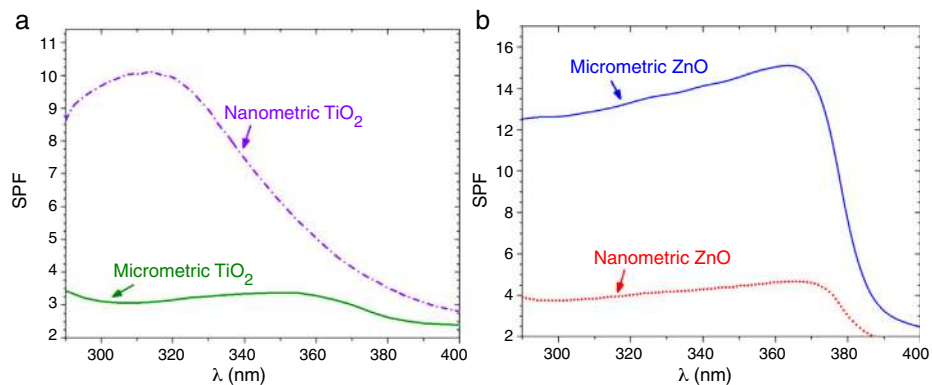 a
SPF
11
10
9
8
7
6
5
4
3
2
Nanometric TiO2
Micrometric TiO2
300 320 340 360 380 400
λ (nm)
b
SPF
16
14
12
10
8
6
4
2
Micrometric ZnO
Nanometric ZnO
300 320 340 360 380 400
λ (nm)